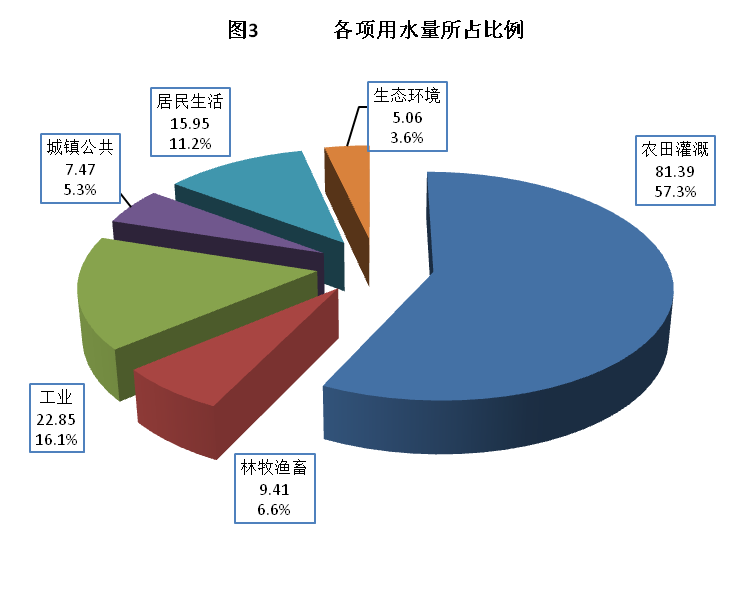 图3 各项用水量所占比例
生态环境
5.06
3.6%
居民生活
15.95
11.2%
城镇公共
7.47
5.3%
农田灌溉
81.39
57.3%
工业
22.85
16.1%
林牧渔畜
9.41
6.6%